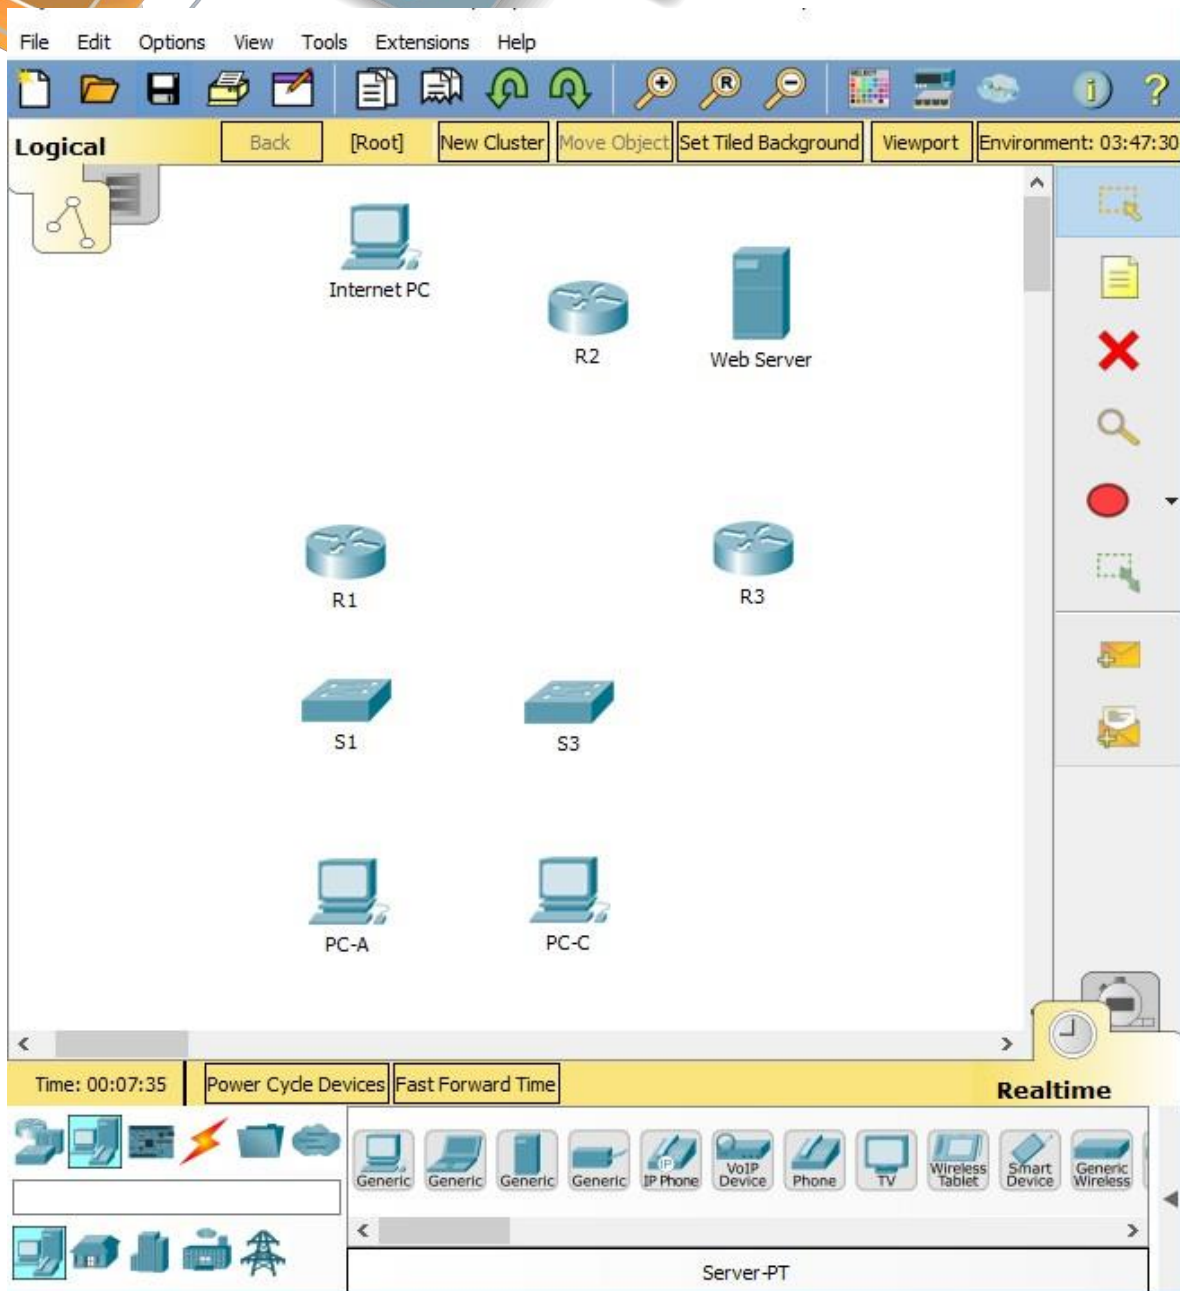 File Edit Options View Tools Extensions Help
R
SELECT
i ?
Logical Back [Root] New Cluster Move Object Set Tiled Background Viewport Environment: 03:47:30
Internet PC
R2
Web Server
R1
R3
S1
S3
PC-A
PC-C
Time: 00:07:35 Power Cycle Devices Fast Forward Time
Realtime
Generic Generic Generic Generic IP IP Phone VoIP Device Phone TV Wireless Tablet Smart Device Generic Wireless
Server-PT